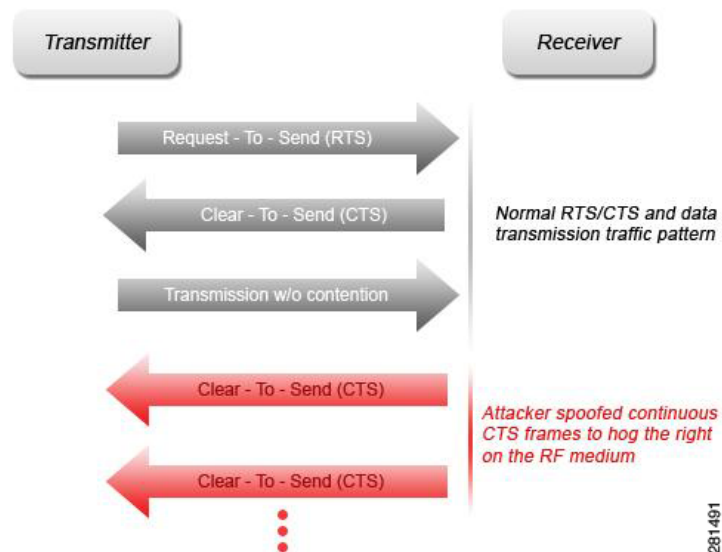 Transmitter
Receiver
Request - To - Send (RTS)
Clear - To - Send (CTS)
Normal RTS/CTS and data
transmission traffic pattern
Transmission w/o contention
Clear - To - Send (CTS)
Attacker spoofed continuous
CTS frames to hog the right
on the RF medium
Clear - To - Send (CTS)
281491